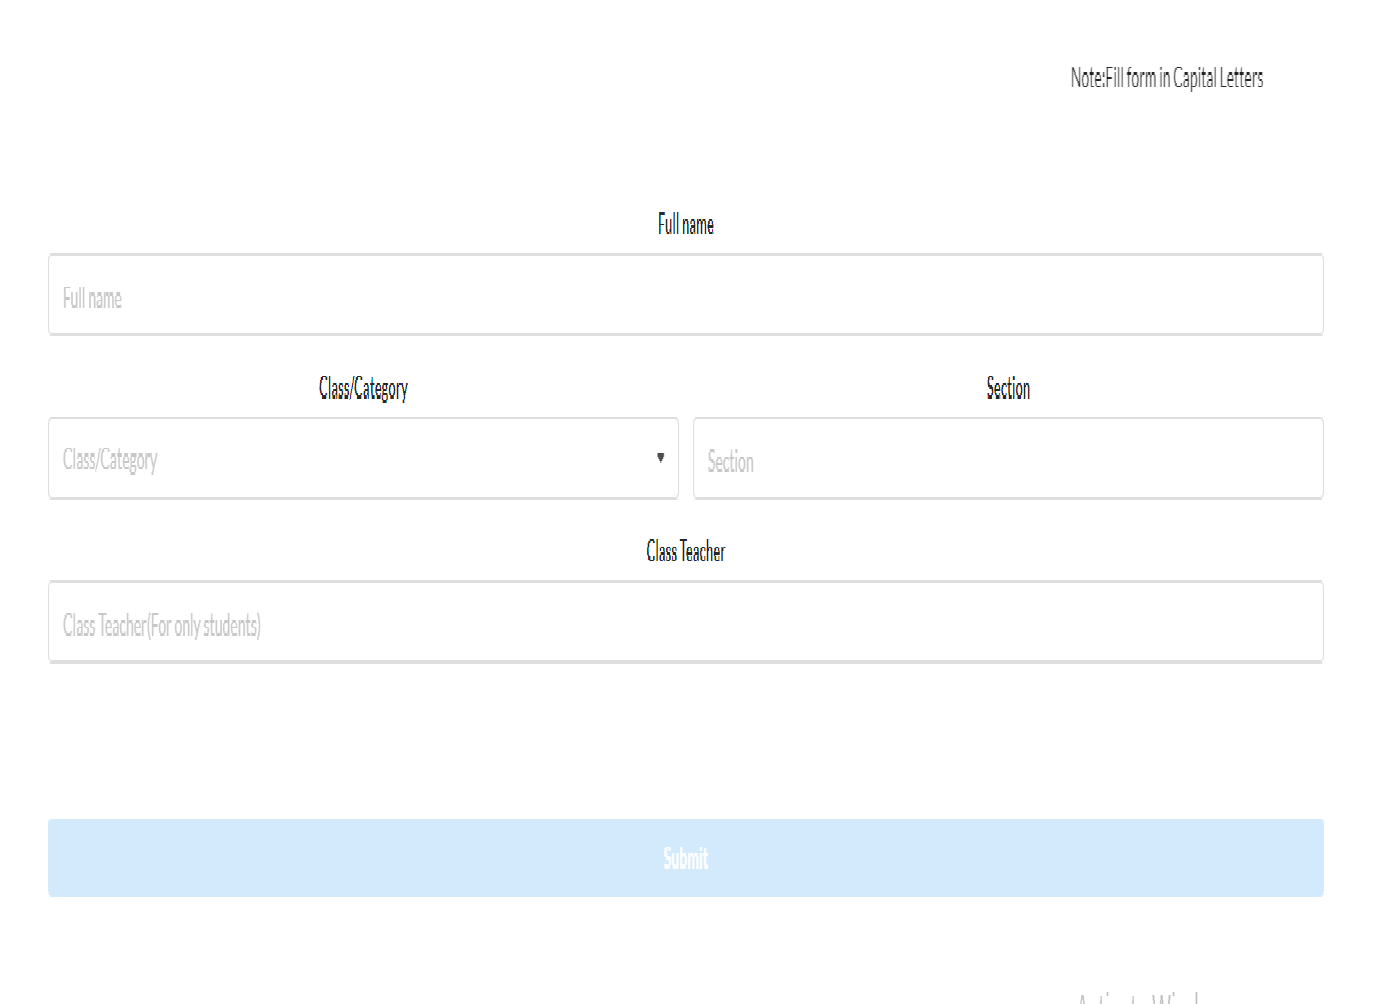 Note:Fill form in Capital Letters
Full name
Full name
Class/Category
Section
Class/Category
Section
Class Teacher
Class Teacher(For only students)
Submit